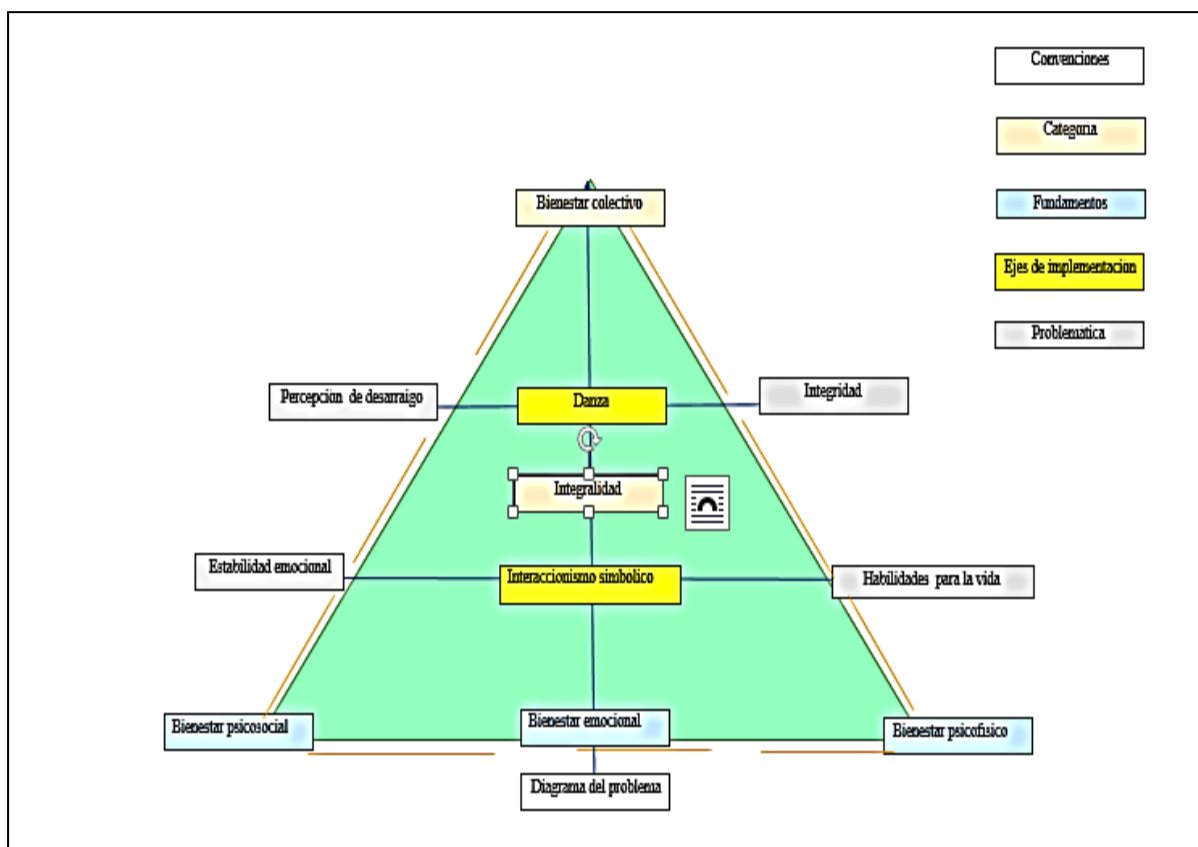 Convenciones
Categoria
Bienestar colectivo
Fundamentos
Ejes de implementacion
Problematica
Percepcion de desarraigo
Danza
Integridad
Integralidad
Estabilidad emocional
Interaccionismo simbolico
Habilidades para la vida
Bienestar psicosocial
Bienestar emocional
Bienestar psicofisico
Diagrama del problema